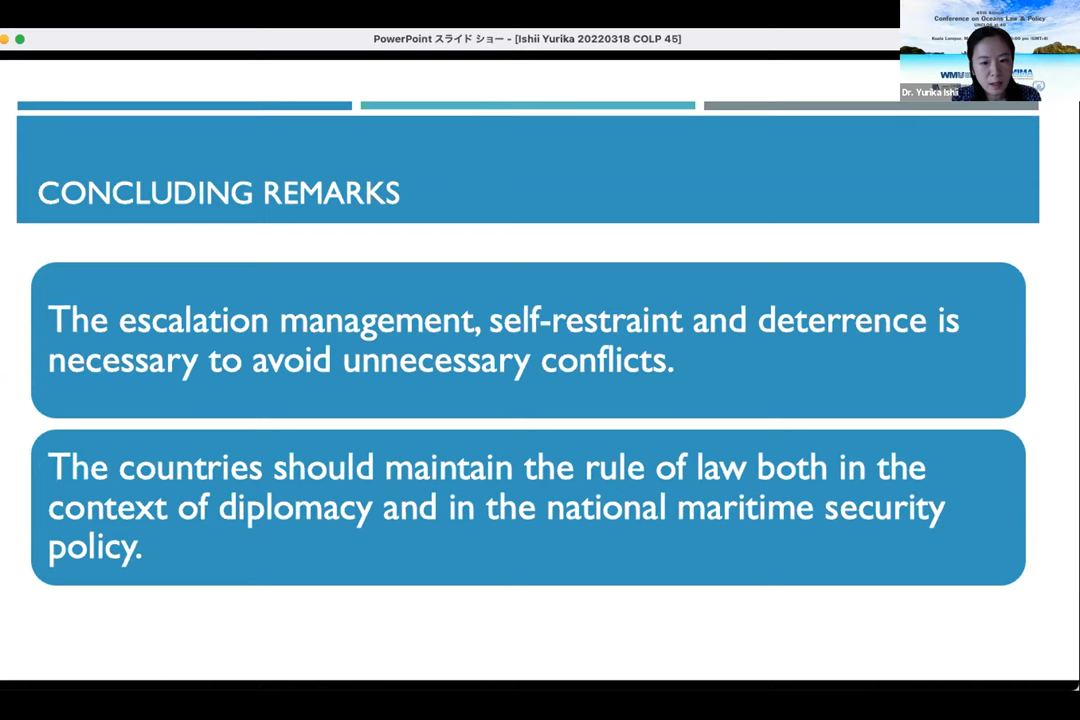 PowerPoint スライド ショー - [Ishii Yurika 20220318 COLP 45]
45th Annual
Conference on Oceans Law & Policy
UNCLOS at 40
Kuala Lumpur,
Dr. Yurika Ishii
CONCLUDING REMARKS
The escalation management, self-restraint and deterrence is
necessary to avoid unnecessary conflicts.
The countries should maintain the rule of law both in the
context of diplomacy and in the national maritime security
policy.